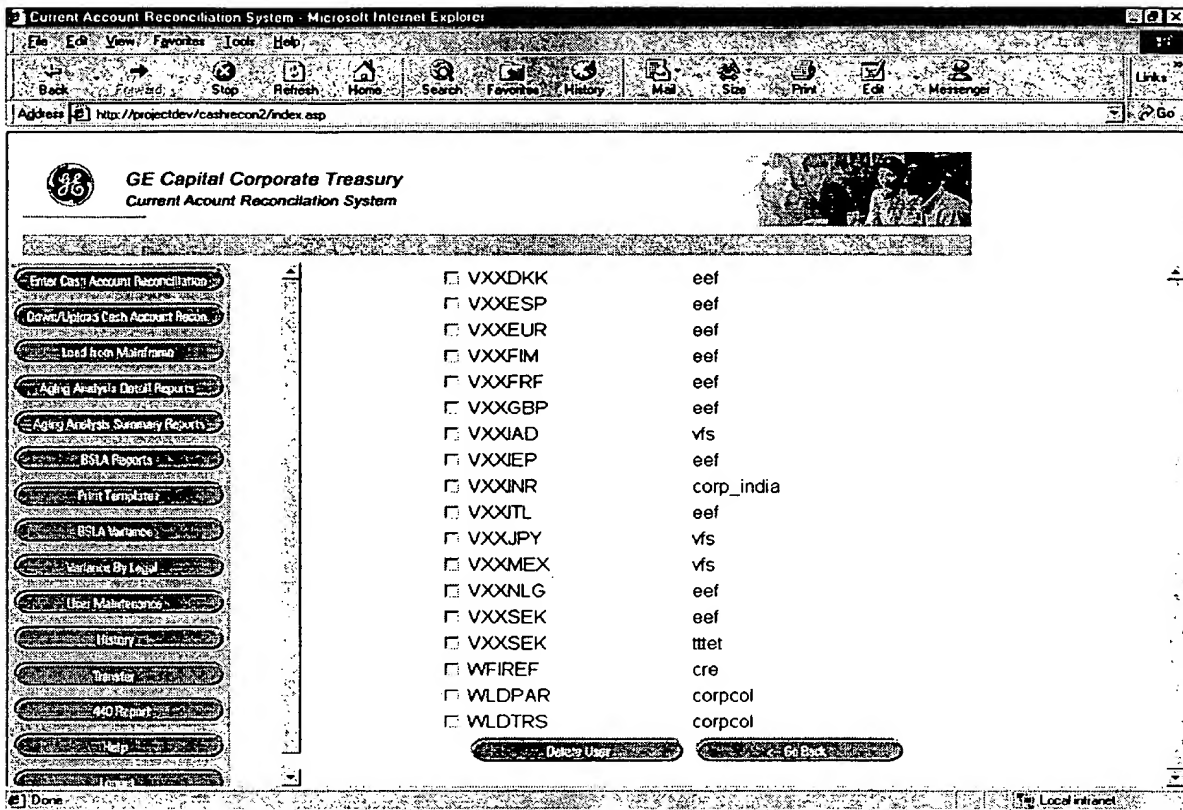 Current Account Reconciliation System - Microsoft Internet Explorer
File Edit View Favorites Tools Help
Back Forward Stop Refresh Home Search Favorites History Mail Size Print Edit Messenger Links
Address http://projectdev/cashrecon2/index.asp Go
GE Capital Corporate Treasury
Current Acount Reconciliation System
Enter Cash Account Reconciliation
Down/Upload Cash Account Recon.
Load from Mainframe
Aging Analysis Detail Reports
Aging Analysis Summary Reports
BSLA Reports
Print Templates
BSLA Variance
Variance By Legal
User Maintenance
History
Transfer
440 Report
Help
Logout
VXXDKK eef
VXXESP eef
VXXEUR eef
VXXFIM eef
VXXFRF eef
VXXGBP eef
VXXIAD vfs
VXXIEP eef
VXXINR corp_india
VXXITL eef
VXXJPY vfs
VXXMEX vfs
VXXNLG eef
VXXSEK eef
VXXSEK tttet
WFIREF cre
WLDPAR corpcol
WLDTRS corpcol
Delete User <-- Go Back
Done Local intranet